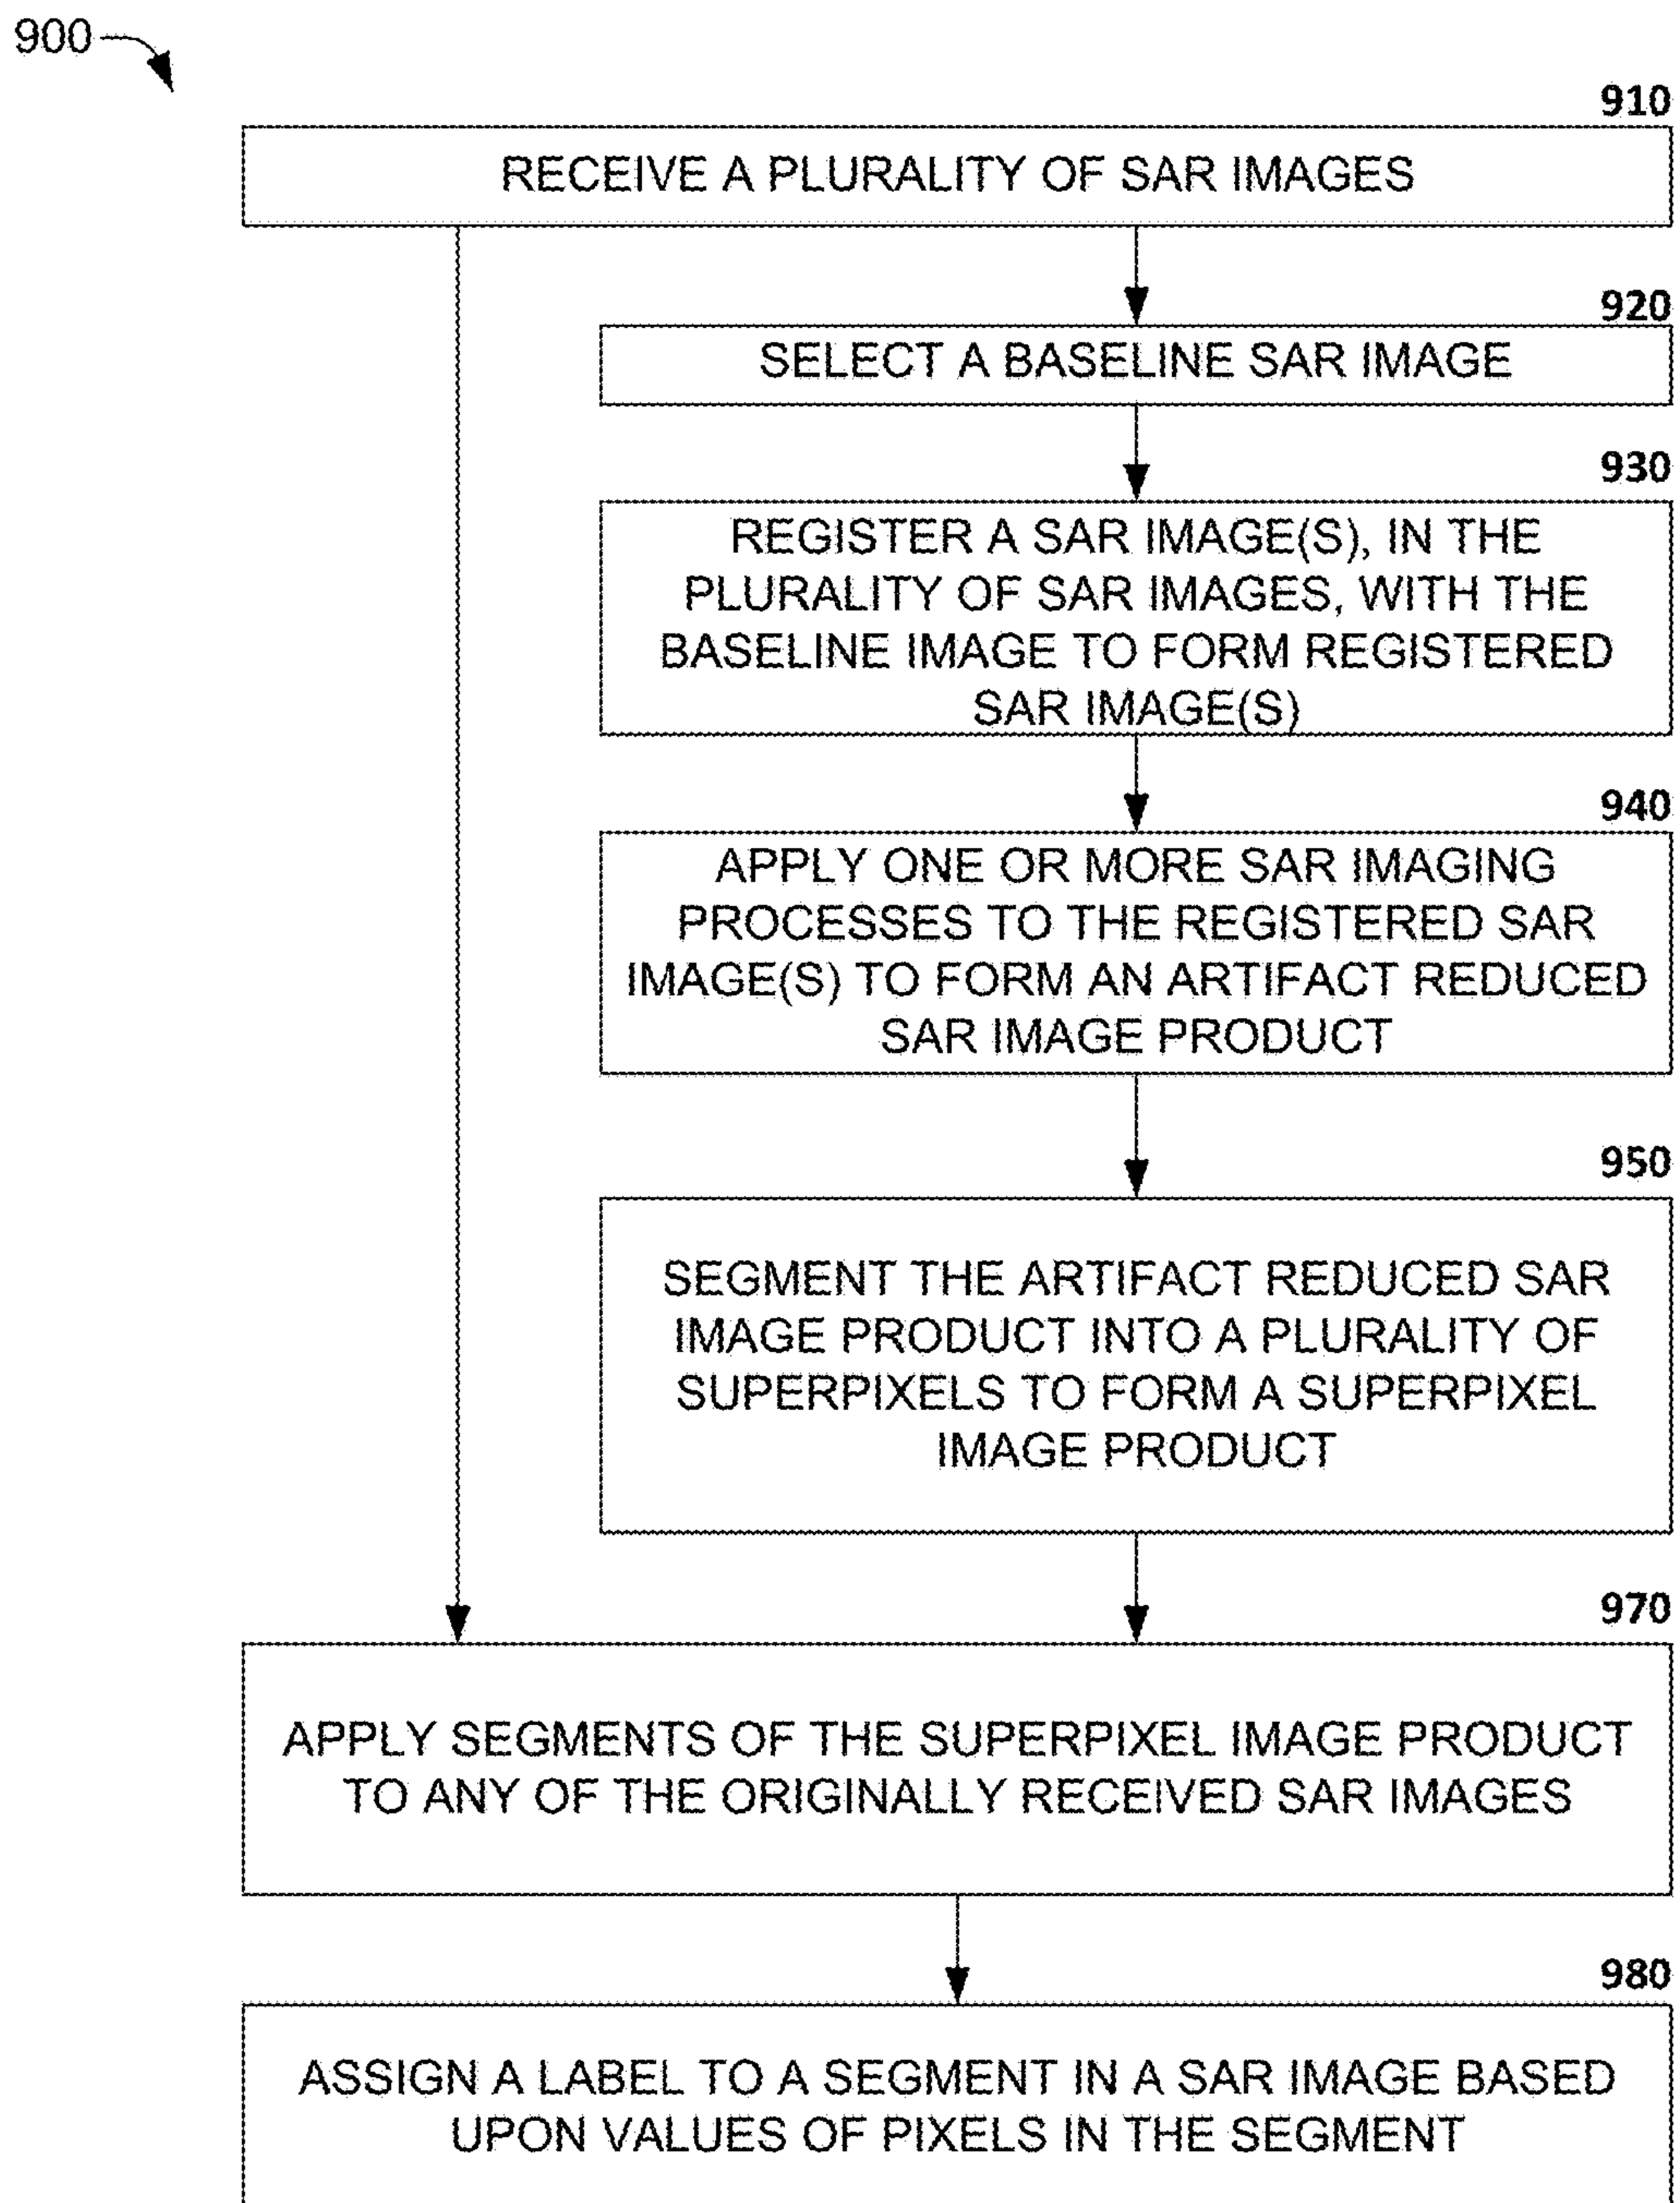 900
910
RECEIVE A PLURALITY OF SAR IMAGES
920
SELECT A BASELINE SAR IMAGE
930
REGISTER A SAR IMAGE(S), IN THE
PLURALITY OF SAR IMAGES, WITH THE
BASELINE IMAGE TO FORM REGISTERED
SAR IMAGE(S)
940
APPLY ONE OR MORE SAR IMAGING
PROCESSES TO THE REGISTERED SAR
IMAGE(S) TO FORM AN ARTIFACT REDUCED
SAR IMAGE PRODUCT
950
SEGMENT THE ARTIFACT REDUCED SAR
IMAGE PRODUCT INTO A PLURALITY OF
SUPERPIXELS TO FORM A SUPERPIXEL
IMAGE PRODUCT
970
APPLY SEGMENTS OF THE SUPERPIXEL IMAGE PRODUCT
TO ANY OF THE ORIGINALLY RECEIVED SAR IMAGES
980
ASSIGN A LABEL TO A SEGMENT IN A SAR IMAGE BASED
UPON VALUES OF PIXELS IN THE SEGMENT